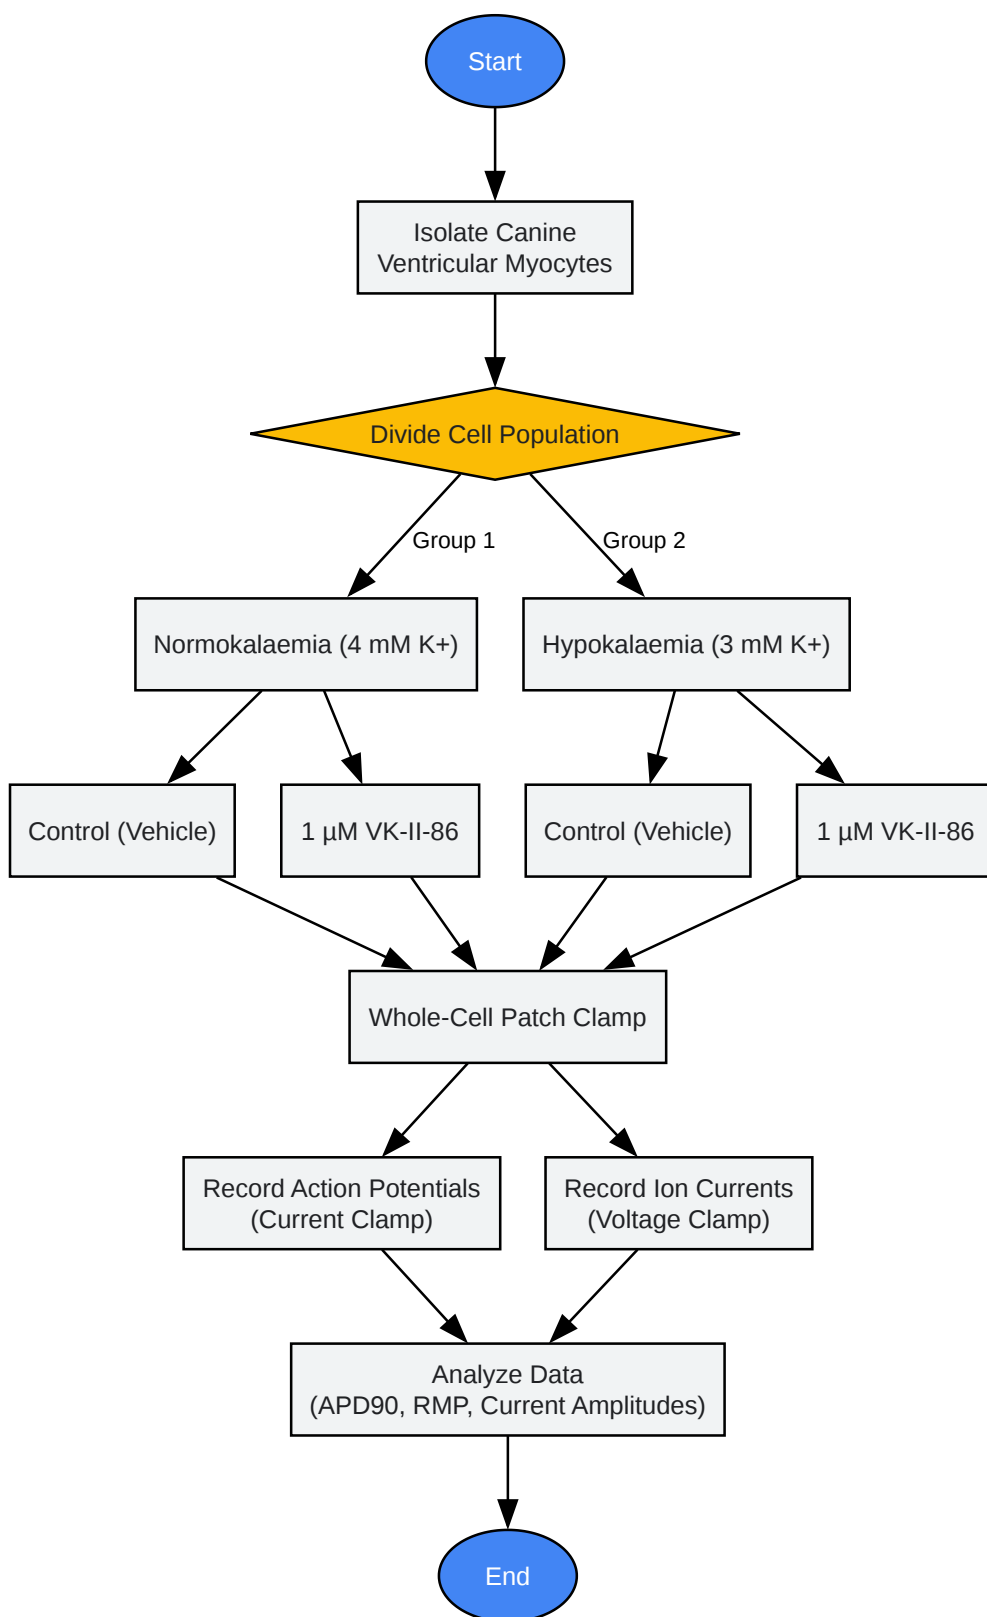 Start
Isolate Canine
Ventricular Myocytes
Divide Cell Population
Group 1
Group 2
Normokalaemia (4 mM K+)
Hypokalaemia (3 mM K+)
Control (Vehicle)
1 µM VK-II-86
Control (Vehicle)
1 µM VK-II-86
Whole-Cell Patch Clamp
Record Action Potentials
(Current Clamp)
Record Ion Currents
(Voltage Clamp)
Analyze Data
(APD90, RMP, Current Amplitudes)
End